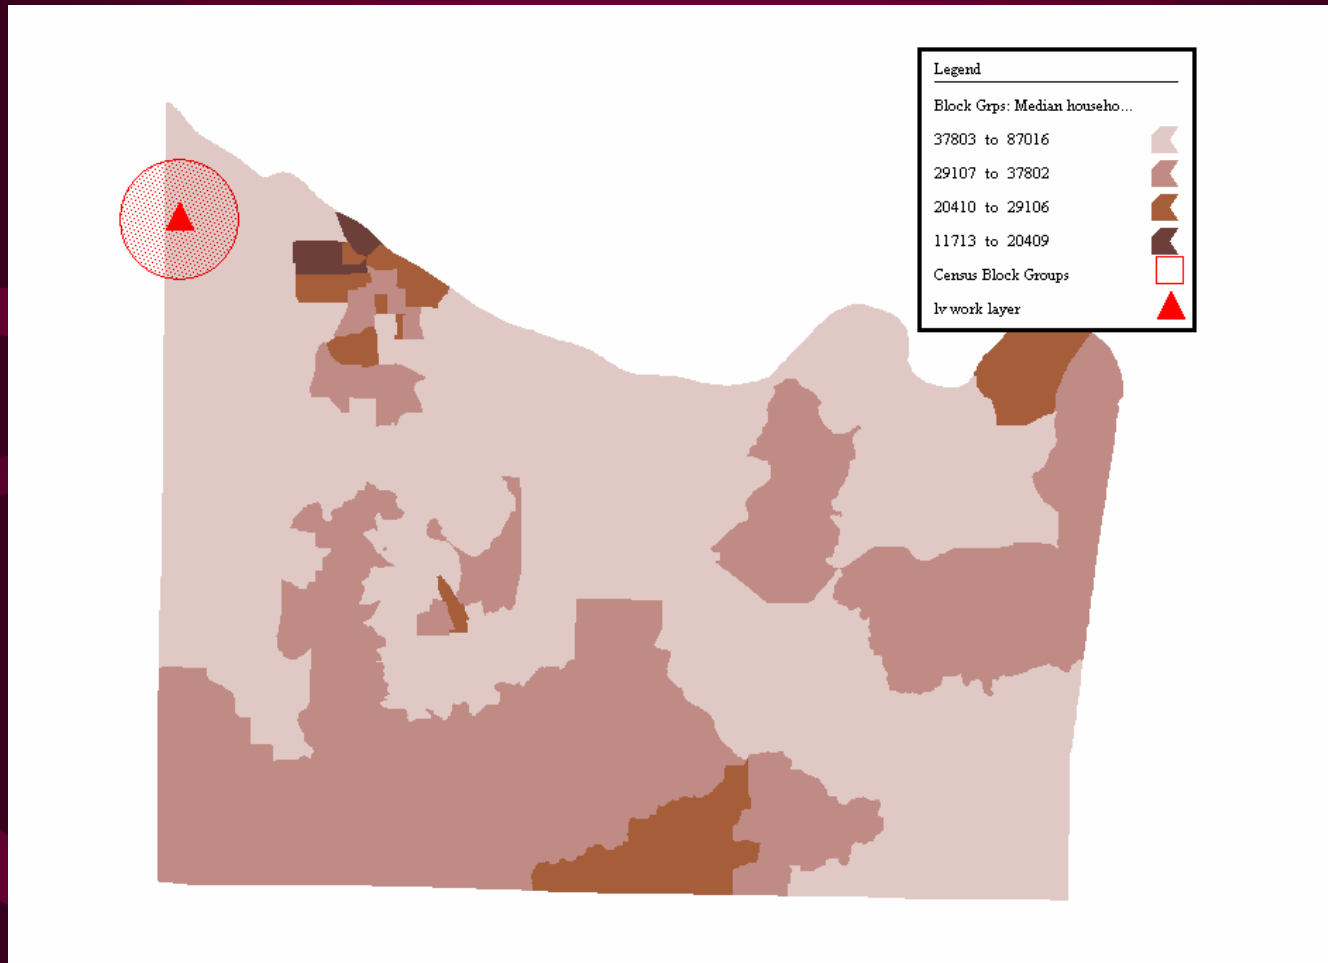 Legend
Block Grps: Median househo...
37803 to 87016
29107 to 37802
20410 to 29106
11713 to 20409
Census Block Groups
lv work layer